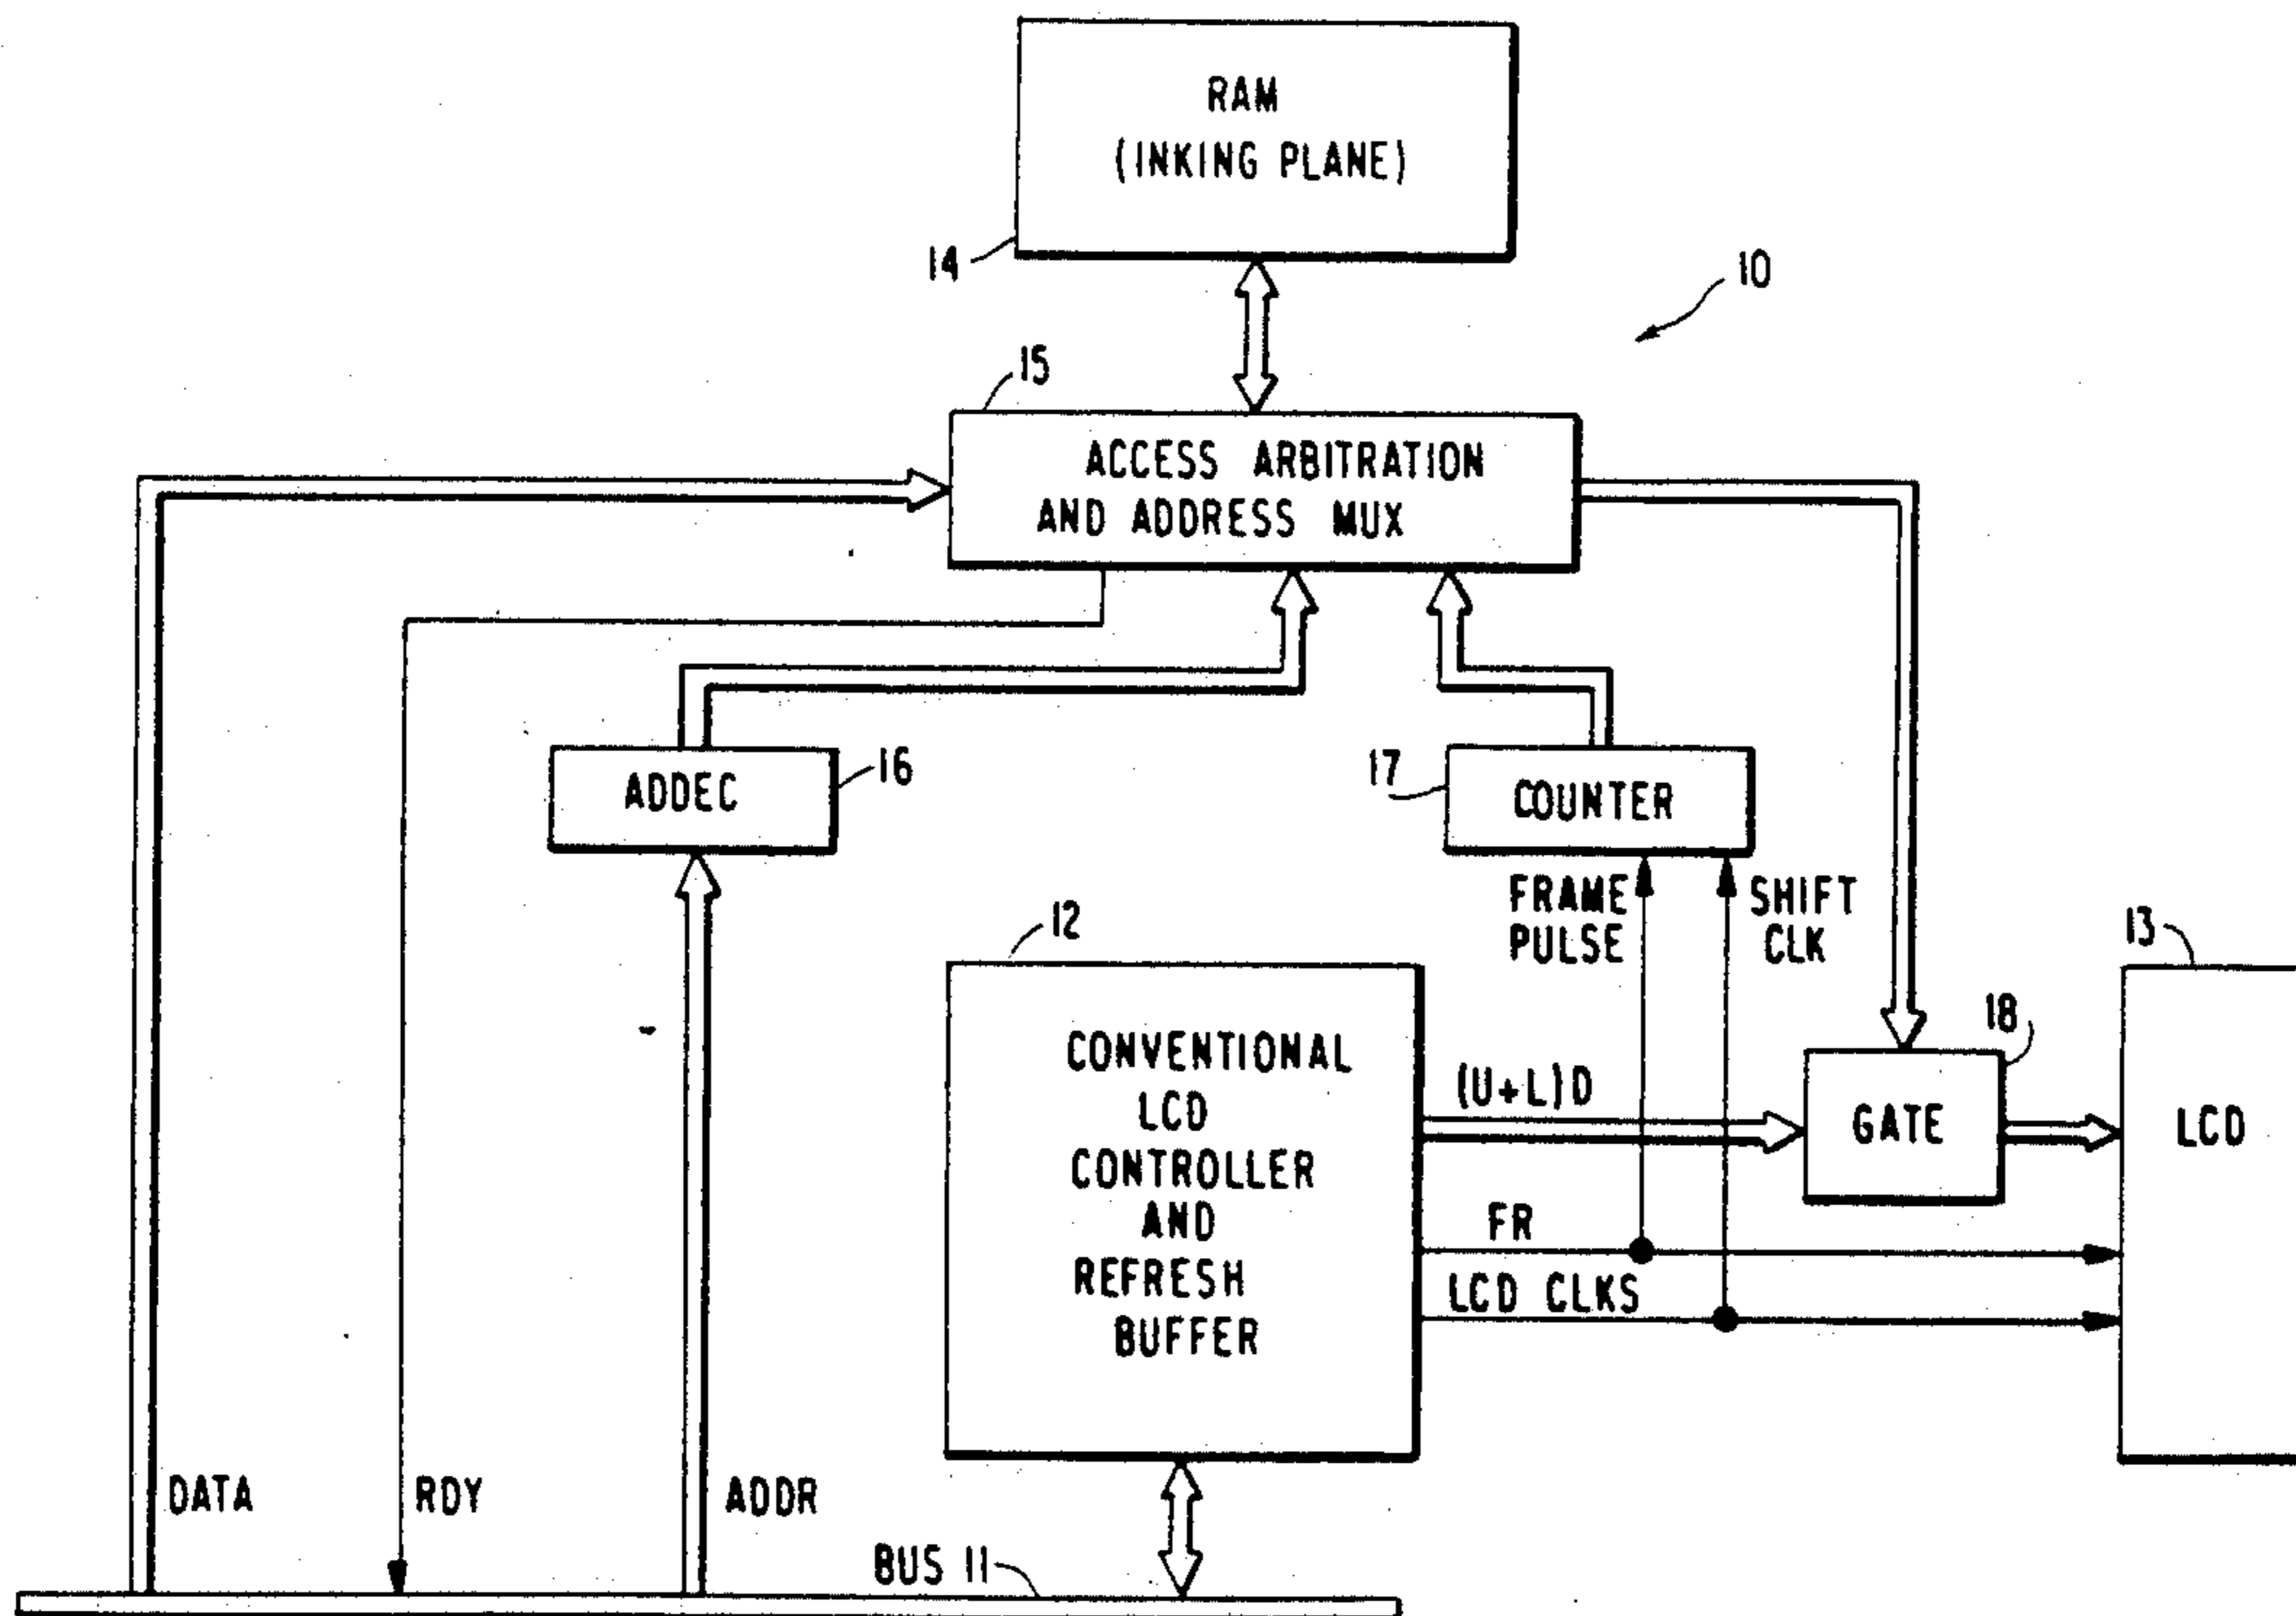 RAM
(INKING PLANE)
14
10
15
ACCESS ARBITRATION
AND ADDRESS MUX
ADDEC
16
17
COUNTER
FRAME
PULSE
SHIFT
CLK
12
13
18
CONVENTIONAL
LCD
CONTROLLER
AND
REFRESH
BUFFER
(U+L)D
GATE
LCD
FR
LCD CLKS
DATA
RDY
ADDR
BUS 11